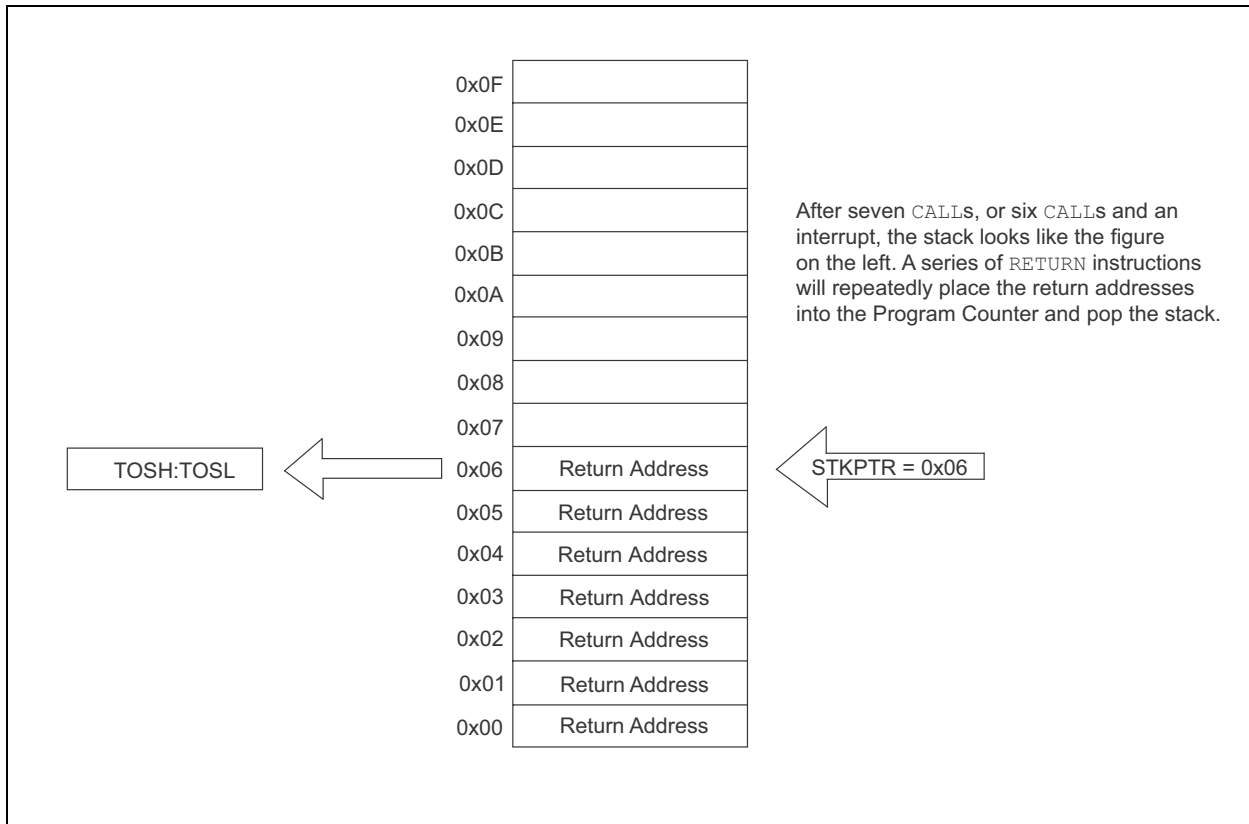 0x0F
0x0E
0x0D
0x0C
0x0B
0x0A
0x09
0x08
0x07
After seven CALLs, or six CALLs and an
interrupt, the stack looks like the figure
on the left. A series of RETURN instructions
will repeatedly place the return addresses
into the Program Counter and pop the stack.
TOSH:TOSL
0x06 Return Address
STKPTR = 0x06
0x05 Return Address
0x04 Return Address
0x03 Return Address
0x02 Return Address
0x01 Return Address
0x00 Return Address